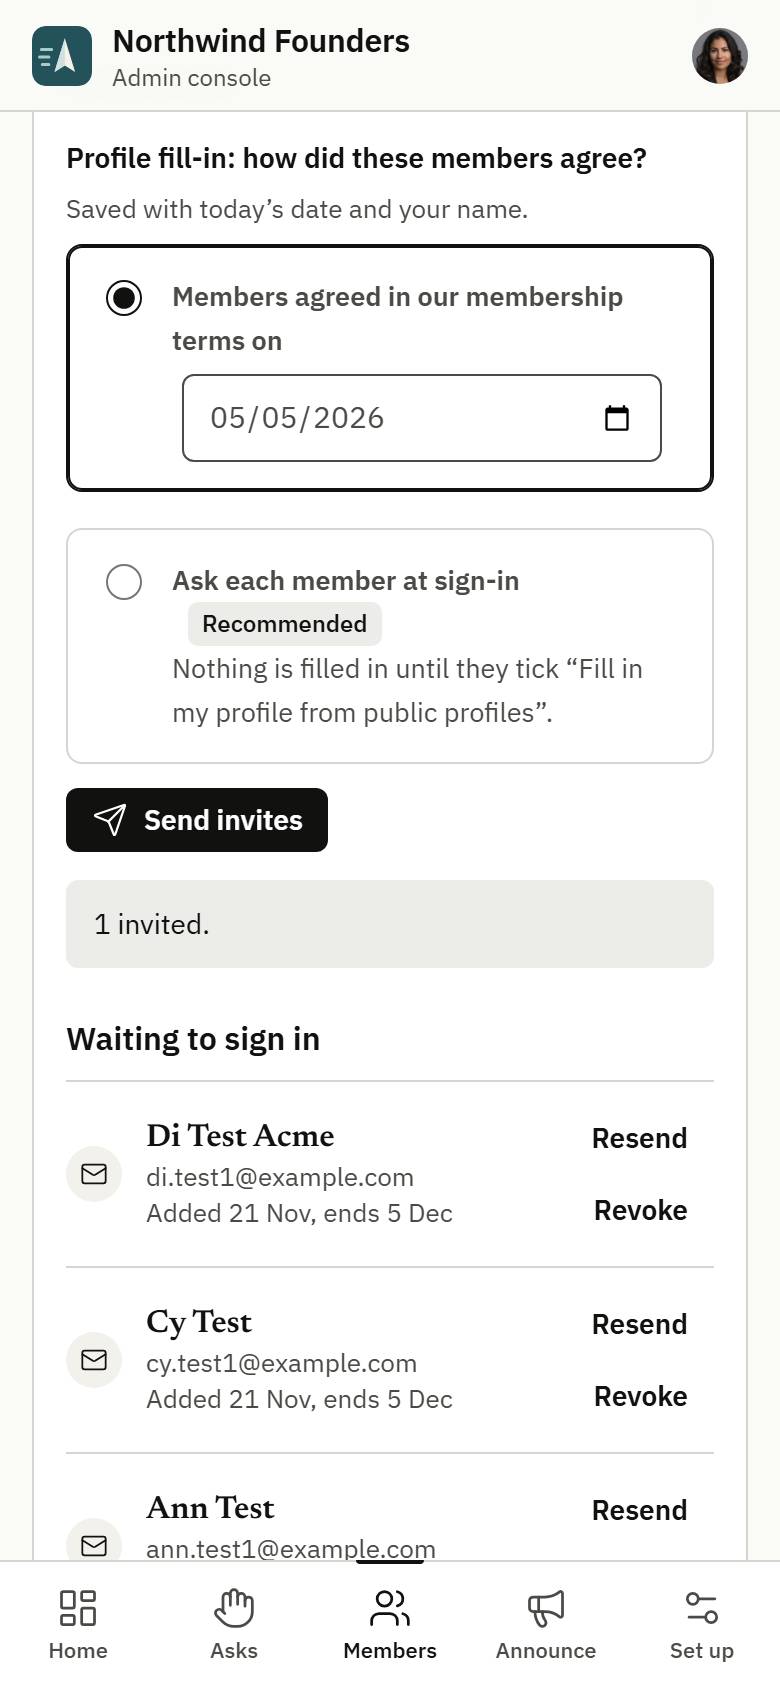 Northwind Founders
Admin console
Profile fill-in: how did these members agree?
Saved with today’s date and your name.
Members agreed in our membership
terms on
05/05/2026
Ask each member at sign-in
Recommended
Nothing is filled in until they tick “Fill in
my profile from public profiles”.
Send invites
1 invited.
Waiting to sign in
Di Test Acme
Resend
di.test1@example.com
Added 21 Nov, ends 5 Dec
Revoke
Cy Test
Resend
cy.test1@example.com
Added 21 Nov, ends 5 Dec
Revoke
Ann Test
Resend
ann.test1@example.com
Home
Asks
Members
Announce
Set up